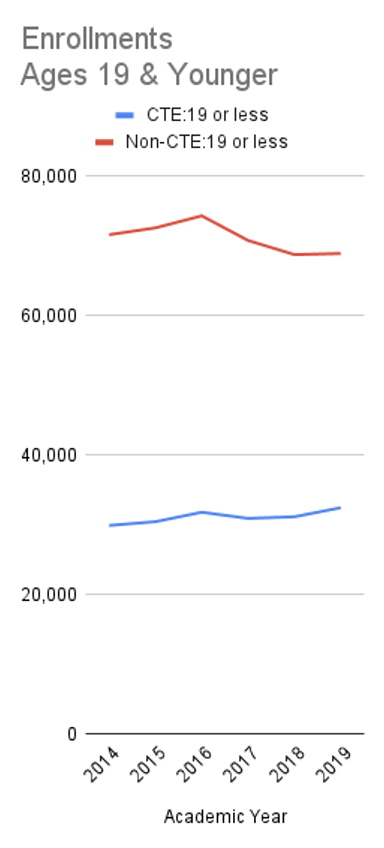 Enrollments
Ages 19 & Younger
CTE:19 or less
Non-CTE:19 or less
80,000
60,000
40,000
20,000
0
2014 2015 2016 2017 2018 2019
Academic Year